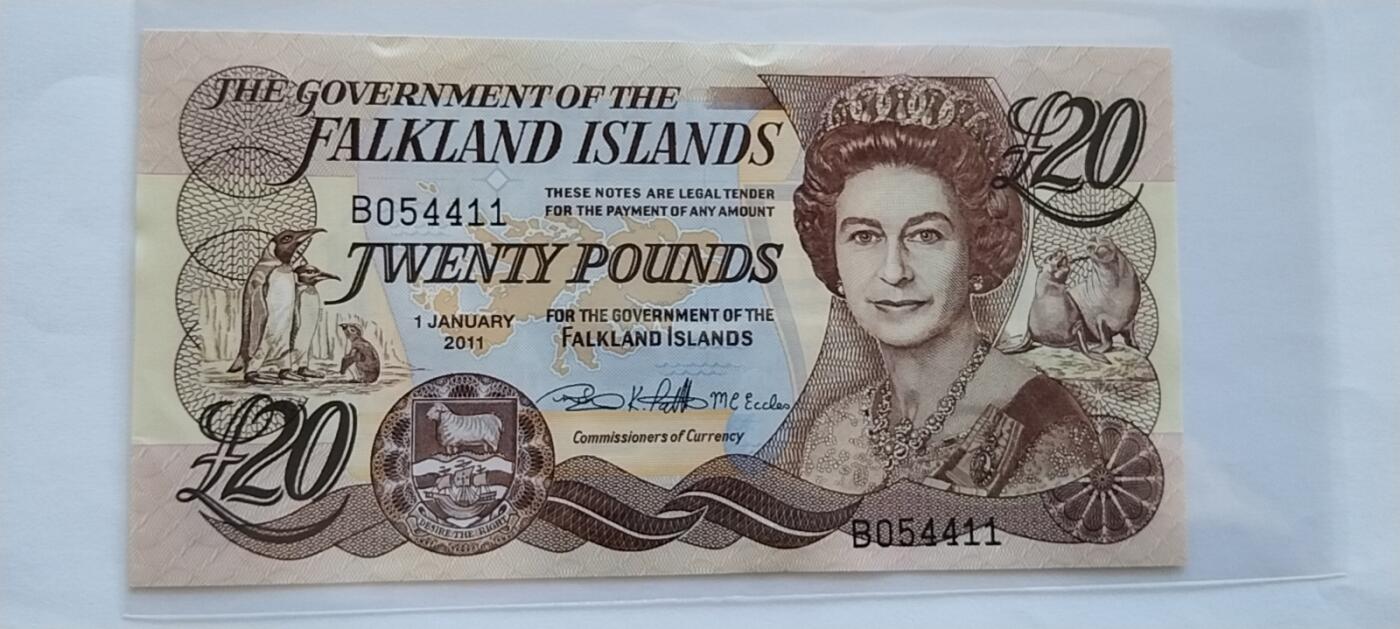 THE GOVERNMENT OF THE
FALKLAND ISLANDS
£20
B054411
THESE NOTES ARE LEGAL TENDER
FOR THE PAYMENT OF ANY AMOUNT
TWENTY POUNDS
1 JANUARY
2011
FOR THE GOVERNMENT OF THE
FALKLAND ISLANDS
MC Eccles
Commissioners of Currency
£20
DESIRE THE RIGHT
B054411